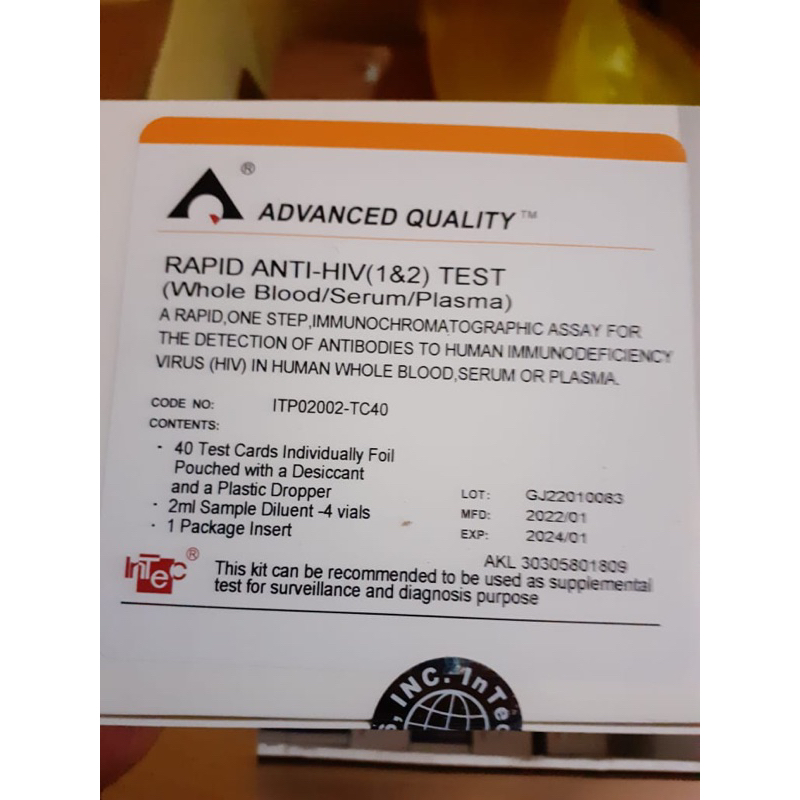 ®
ADVANCED QUALITY™
RAPID ANTI-HIV(1&2) TEST
(Whole Blood/Serum/Plasma)
A RAPID,ONE STEP,IMMUNOCHROMATOGRAPHIC ASSAY FOR
THE DETECTION OF ANTIBODIES TO HUMAN IMMUNODEFICIENCY
VIRUS (HIV) IN HUMAN WHOLE BLOOD,SERUM OR PLASMA.
CODE NO: ITP02002-TC40
CONTENTS:
· 40 Test Cards Individually Foil
Pouched with a Desiccant
and a Plastic Dropper
· 2ml Sample Diluent -4 vials
· 1 Package Insert
LOT: GJ22010083
MFD: 2022/01
EXP: 2024/01
AKL 30305801809
InTec®
This kit can be recommended to be used as supplemental
test for surveillance and diagnosis purpose
INC. InTec